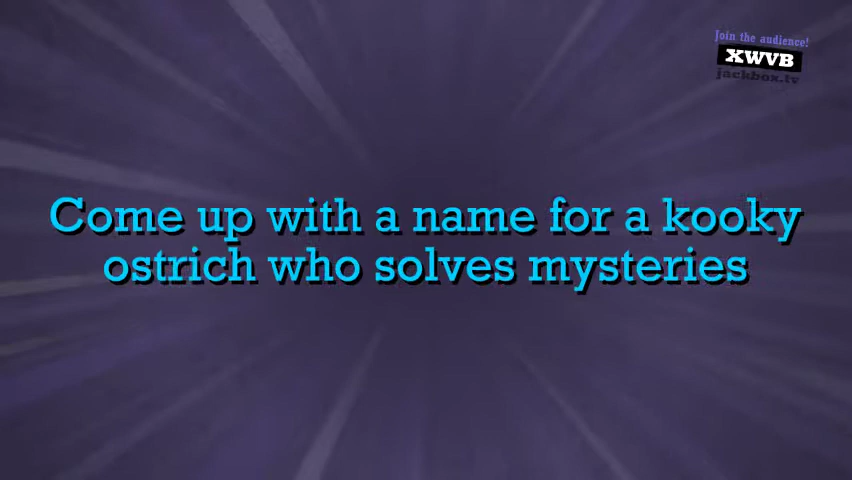 Join the audience!
XWVB
jackbox.tv
Come up with a name for a kooky
ostrich who solves mysteries